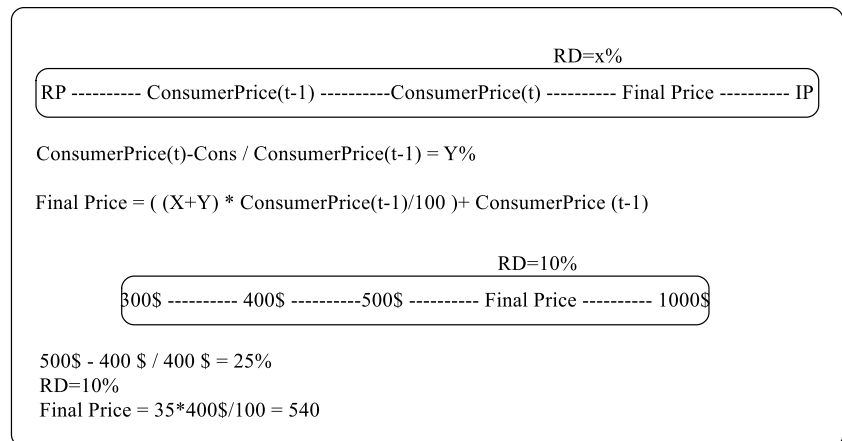 RD=x%
RP ---------- ConsumerPrice(t-1) ----------ConsumerPrice(t) ---------- Final Price ---------- IP
ConsumerPrice(t)-Cons / ConsumerPrice(t-1) = Y%
Final Price = ( (X+Y) * ConsumerPrice(t-1)/100 )+ ConsumerPrice (t-1)
RD=10%
300$ ---------- 400$ ----------500$ ---------- Final Price ---------- 1000$
500$ - 400 $ / 400 $ = 25%
RD=10%
Final Price = 35*400$/100 = 540